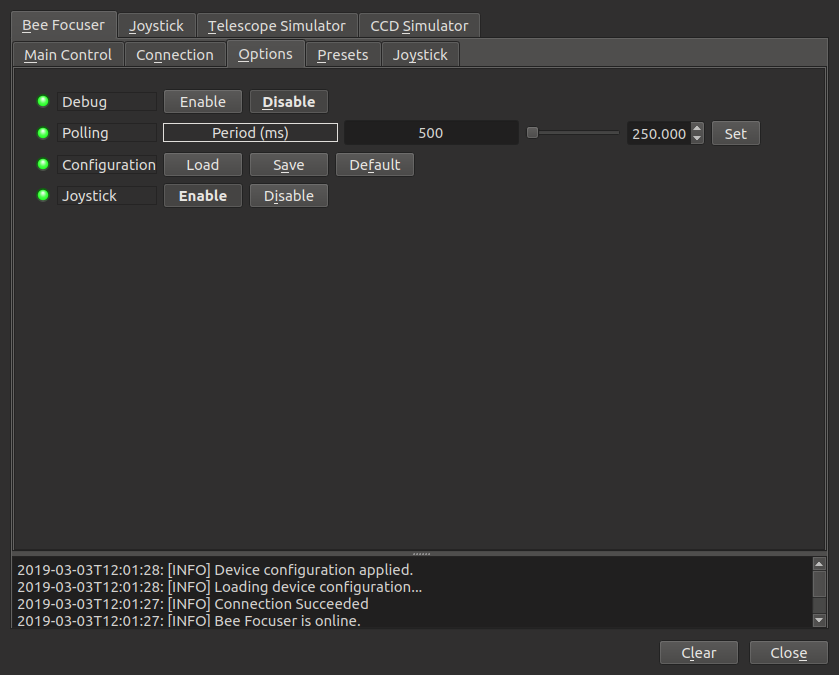 Bee Focuser Joystick Telescope Simulator CCD Simulator
Main Control Connection Options Presets Joystick
Debug Enable Disable
Polling Period (ms) 500 250.000 Set
Configuration Load Save Default
Joystick Enable Disable
2019-03-03T12:01:28: [INFO] Device configuration applied.
2019-03-03T12:01:28: [INFO] Loading device configuration...
2019-03-03T12:01:27: [INFO] Connection Succeeded
2019-03-03T12:01:27: [INFO] Bee Focuser is online.
Clear Close